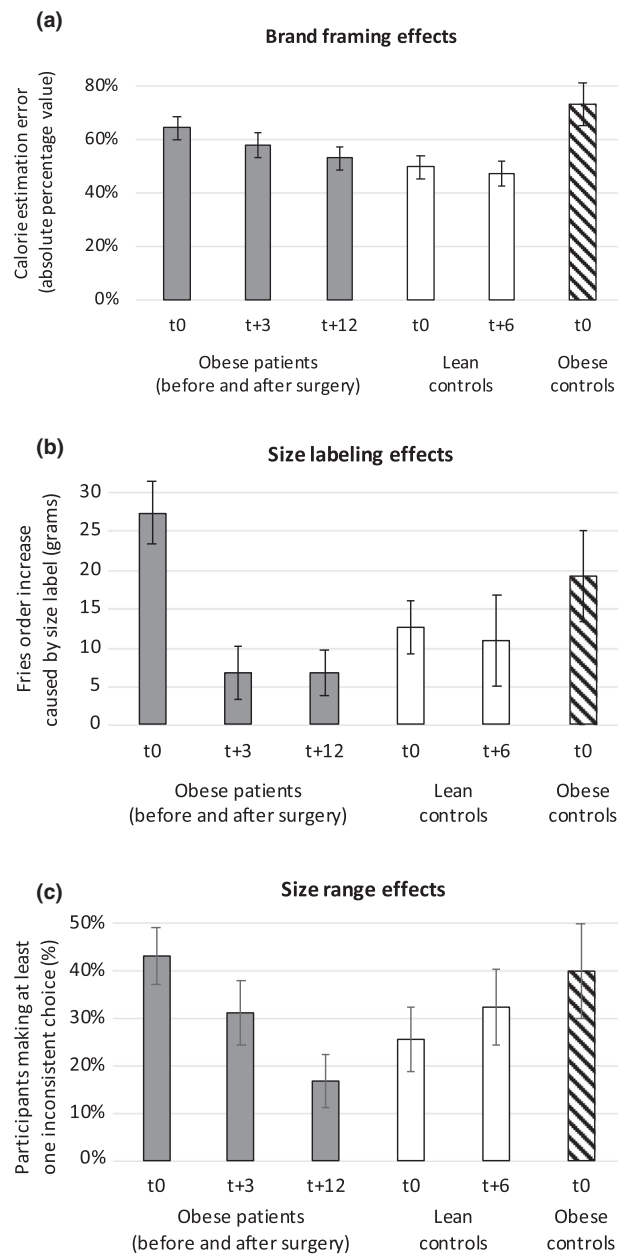 (a)
Brand framing effects
Calorie estimation error
(absolute percentage value)
80%
60%
40%
20%
0%
t0 t+3 t+12 t0 t+6 t0
Obese patients Lean Obese
(before and after surgery) controls controls
(b)
Size labeling effects
Fries order increase
caused by size label (grams)
30
25
20
15
10
5
0
t0 t+3 t+12 t0 t+6 t0
Obese patients Lean Obese
(before and after surgery) controls controls
(c)
Size range effects
Participants making at least
one inconsistent choice (%)
50%
40%
30%
20%
10%
0%
t0 t+3 t+12 t0 t+6 t0
Obese patients Lean Obese
(before and after surgery) controls controls